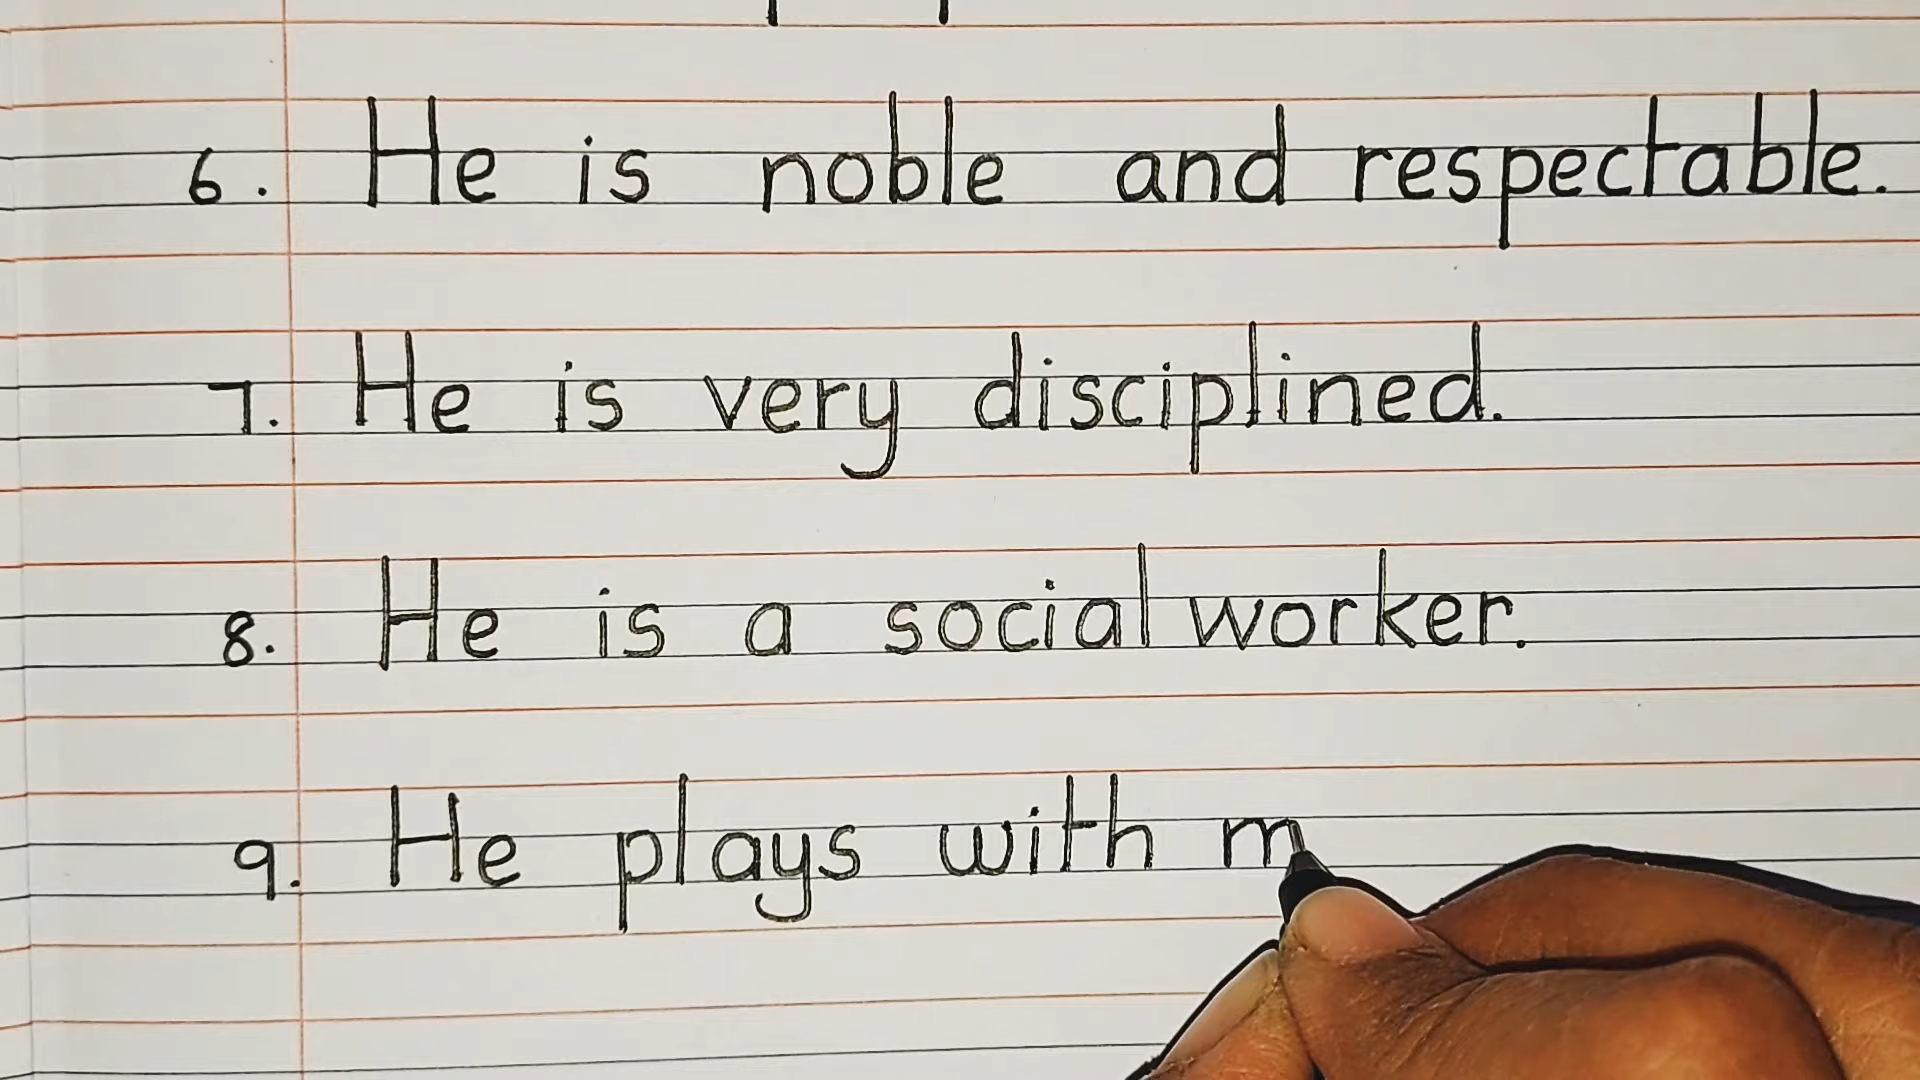 6. He is noble and respectable.
7. He is very disciplined.
8. He is a social worker.
9. He plays with m